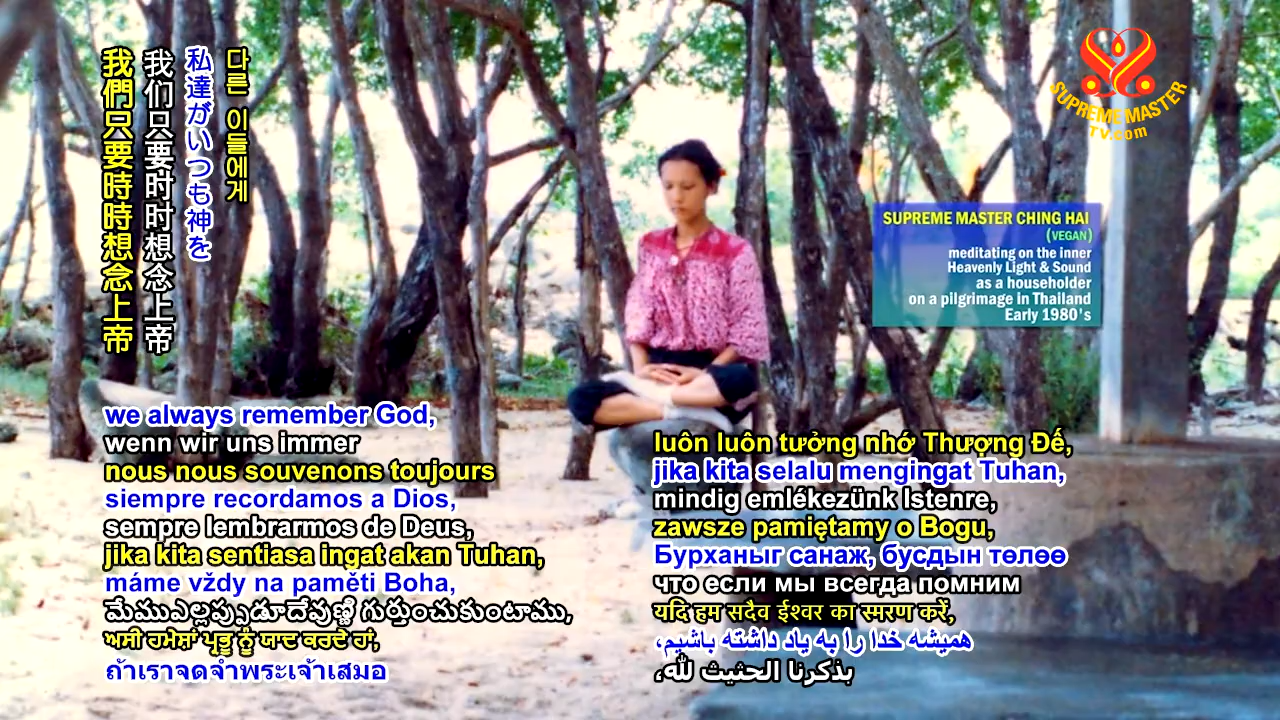 다른 이들에게
私達がいつも神を
我们只要时时想念上帝
我們只要時時想念上帝
SUPREME MASTER
TV.com
SUPREME MASTER CHING HAI
(VEGAN)
meditating on the inner
Heavenly Light & Sound
as a householder
on a pilgrimage in Thailand
Early 1980's
we always remember God,
wenn wir uns immer
nous nous souvenons toujours
siempre recordamos a Dios,
sempre lembrarmos de Deus,
jika kita sentiasa ingat akan Tuhan,
máme vždy na paměti Boha,
మేముఎల్లప్పుడూదేవుణ్ణి గుర్తుంచుకుంటాము,
ਅਸੀ ਹਮੇਸ਼ਾਂ ਪ੍ਰਭੂ ਨੂੰ ਯਾਦ ਕਰਦੇ ਹਾਂ,
ถ้าเราจดจำพระเจ้าเสมอ
luôn luôn tưởng nhớ Thượng Đế,
jika kita selalu mengingat Tuhan,
mindig emlékezünk Istenre,
zawsze pamiętamy o Bogu,
Бурханыг санаж, бусдын төлөө
что если мы всегда помним
यदि हम सदैव ईश्वर का स्मरण करें,
همیشه خدا را به یاد داشته باشیم،
بذكرنا الحثيث لله،